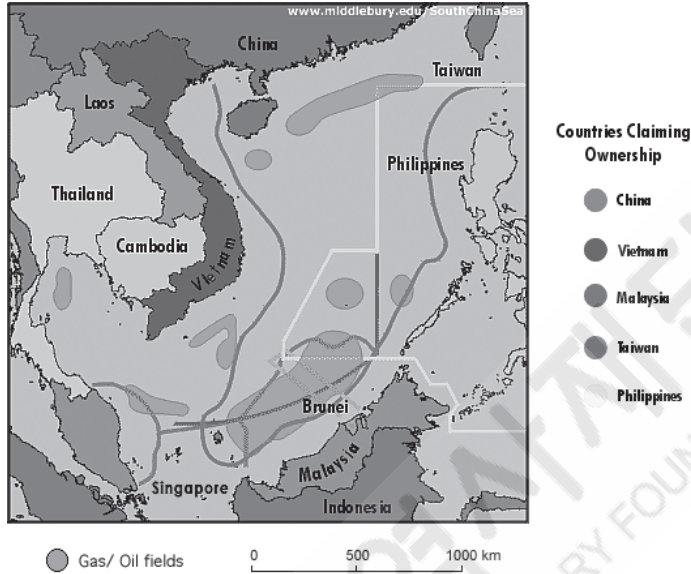 www.middlebury.edu/SouthChinaSea
China
Taiwan
Laos
Philippines
Thailand
Cambodia
Vietnam
Brunei
Malaysia
Singapore
Indonesia
Countries Claiming
Ownership
China
Vietnam
Malaysia
Taiwan
Philippines
Gas/ Oil fields
0 500 1000 km